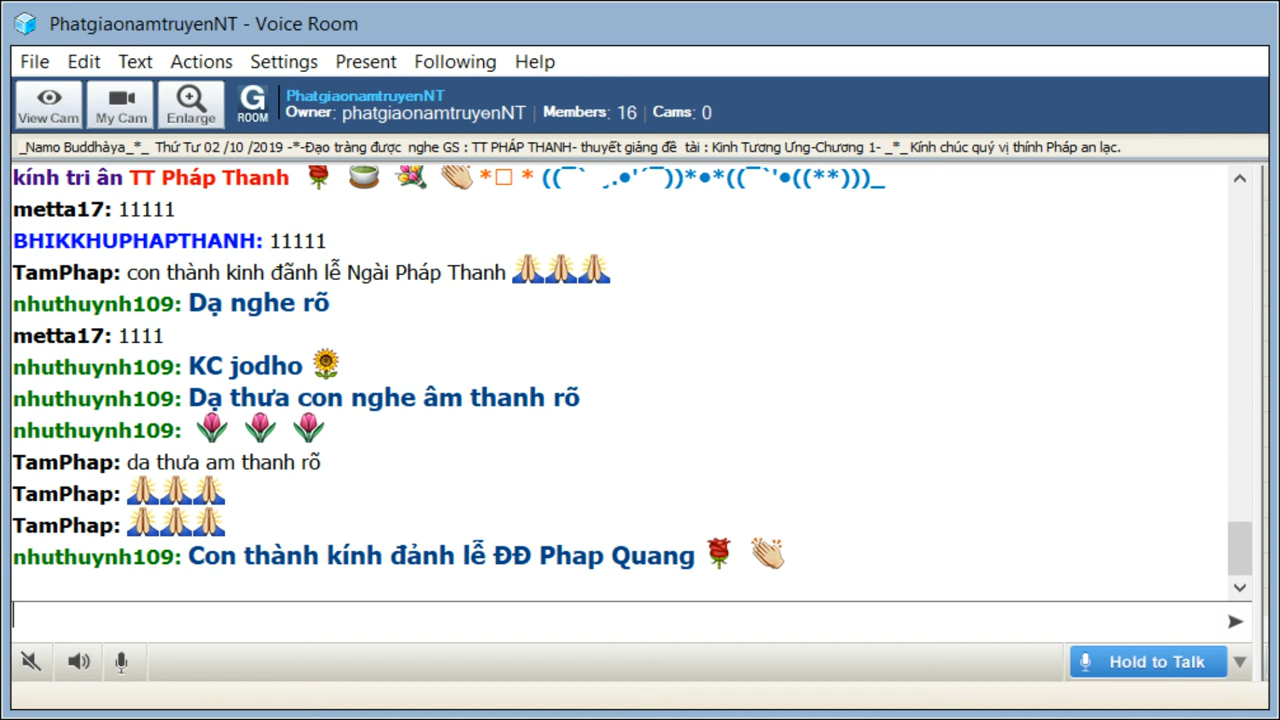 PhatgiaonamtruyenNT - Voice Room
File Edit Text Actions Settings Present Following Help
View Cam My Cam Enlarge G ROOM
PhatgiaonamtruyenNT
Owner: phatgiaonamtruyenNT | Members: 16 | Cams: 0
_Namo Buddhàya_*_ Thứ Tư 02 /10 /2019 -*-Đạo tràng được nghe GS : TT PHÁP THANH- thuyết giảng đề tài : Kinh Tương Ưng-Chương 1- _*_ Kính chúc quý vị thính Pháp an lạc.
kính tri ân TT Pháp Thanh 🌹 🍵 💐 👏 *□ * ((¯` ¸.●'´¯))*●*((¯`'●((**)))_
metta17: 11111
BHIKKHUPHAPTHANH: 11111
TamPhap: con thành kinh đãnh lễ Ngài Pháp Thanh 🙏🙏🙏
nhuthuynh109: Dạ nghe rõ
metta17: 1111
nhuthuynh109: KC jodho 🌻
nhuthuynh109: Dạ thưa con nghe âm thanh rõ
nhuthuynh109: 🌷 🌷 🌷
TamPhap: da thưa am thanh rõ
TamPhap: 🙏🙏🙏
TamPhap: 🙏🙏🙏
nhuthuynh109: Con thành kính đảnh lễ ĐĐ Phap Quang 🌹 👏
Hold to Talk